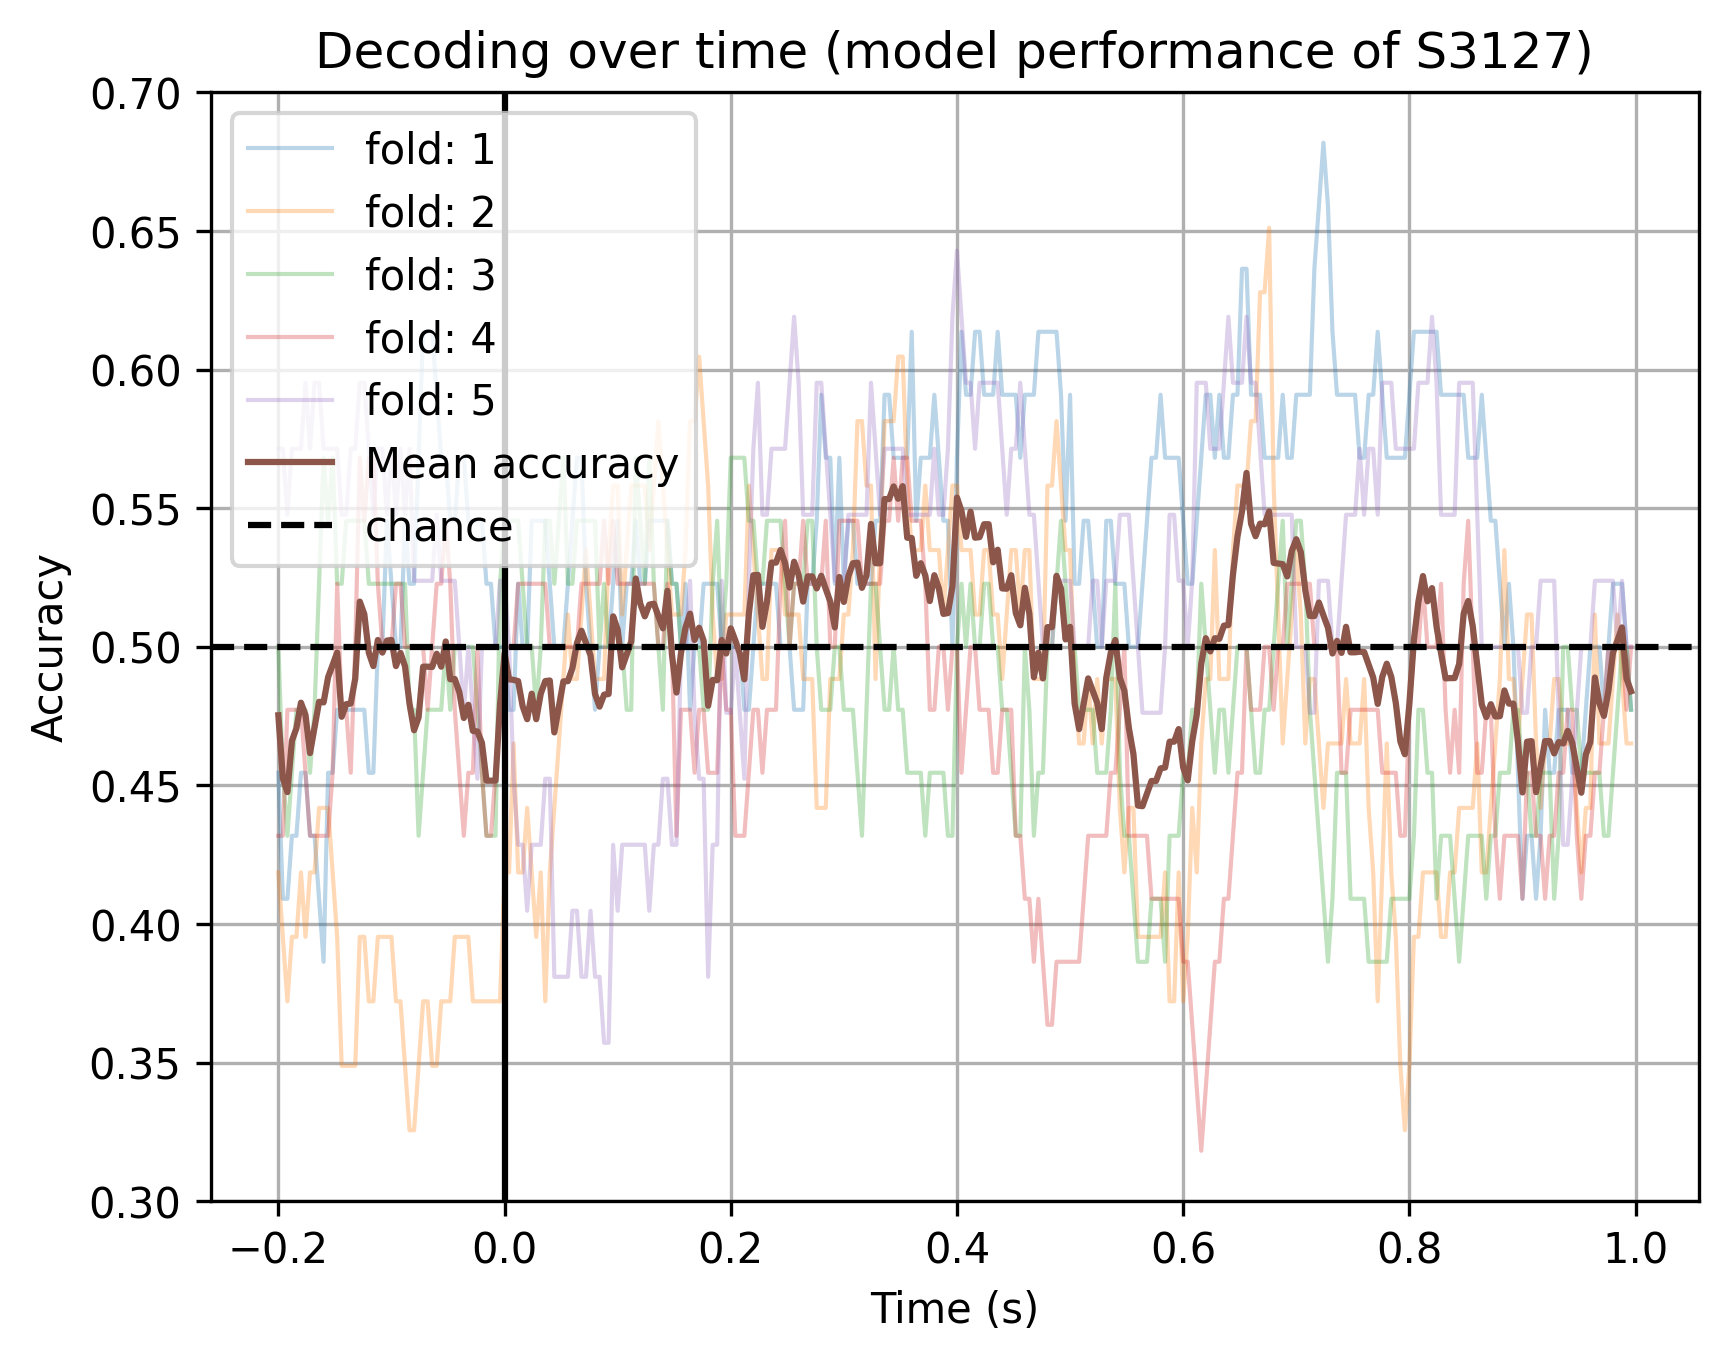 Decoding over time (model performance of S3127)
0.70
0.65
0.60
0.55
0.50
0.45
0.40
0.35
0.30
Accuracy
fold: 1
fold: 2
fold: 3
fold: 4
fold: 5
Mean accuracy
chance
−0.2 0.0 0.2 0.4 0.6 0.8 1.0
Time (s)